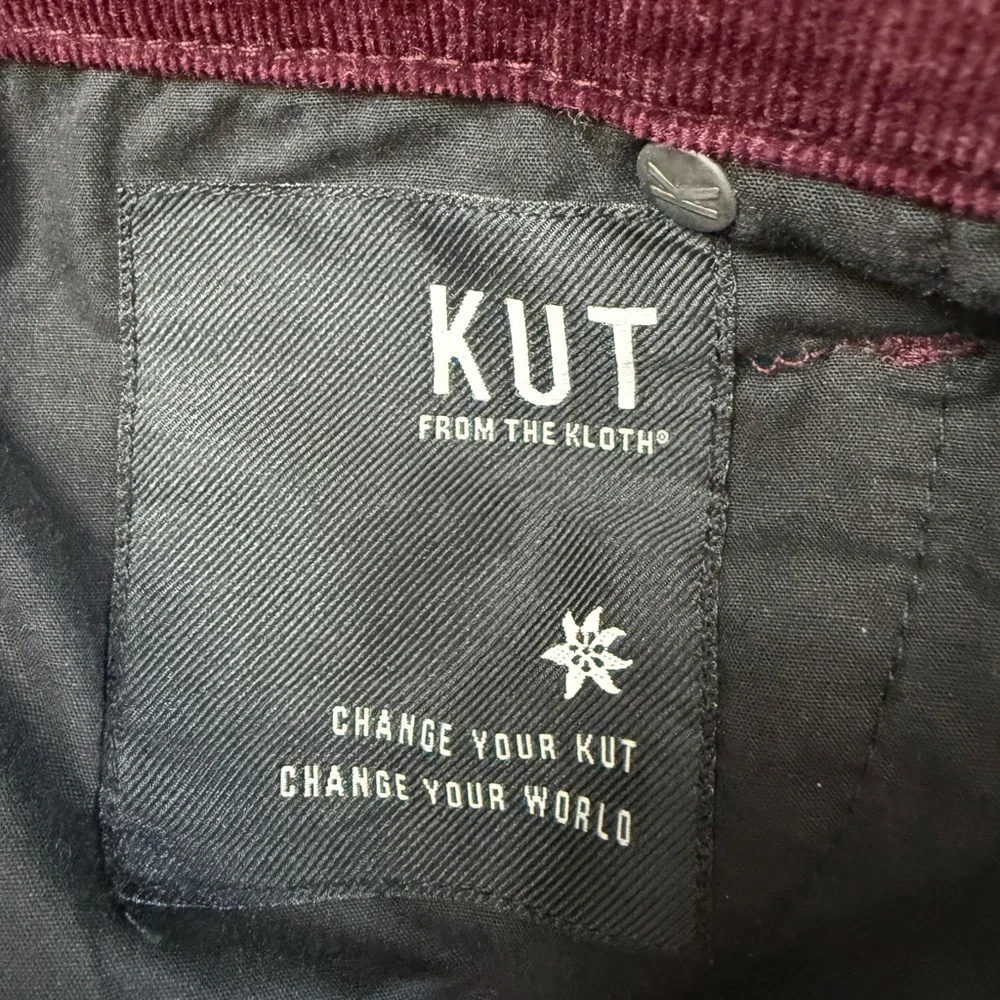 K
KUT
FROM THE KLOTH®
CHANGE YOUR KUT
CHANGE YOUR WORLD